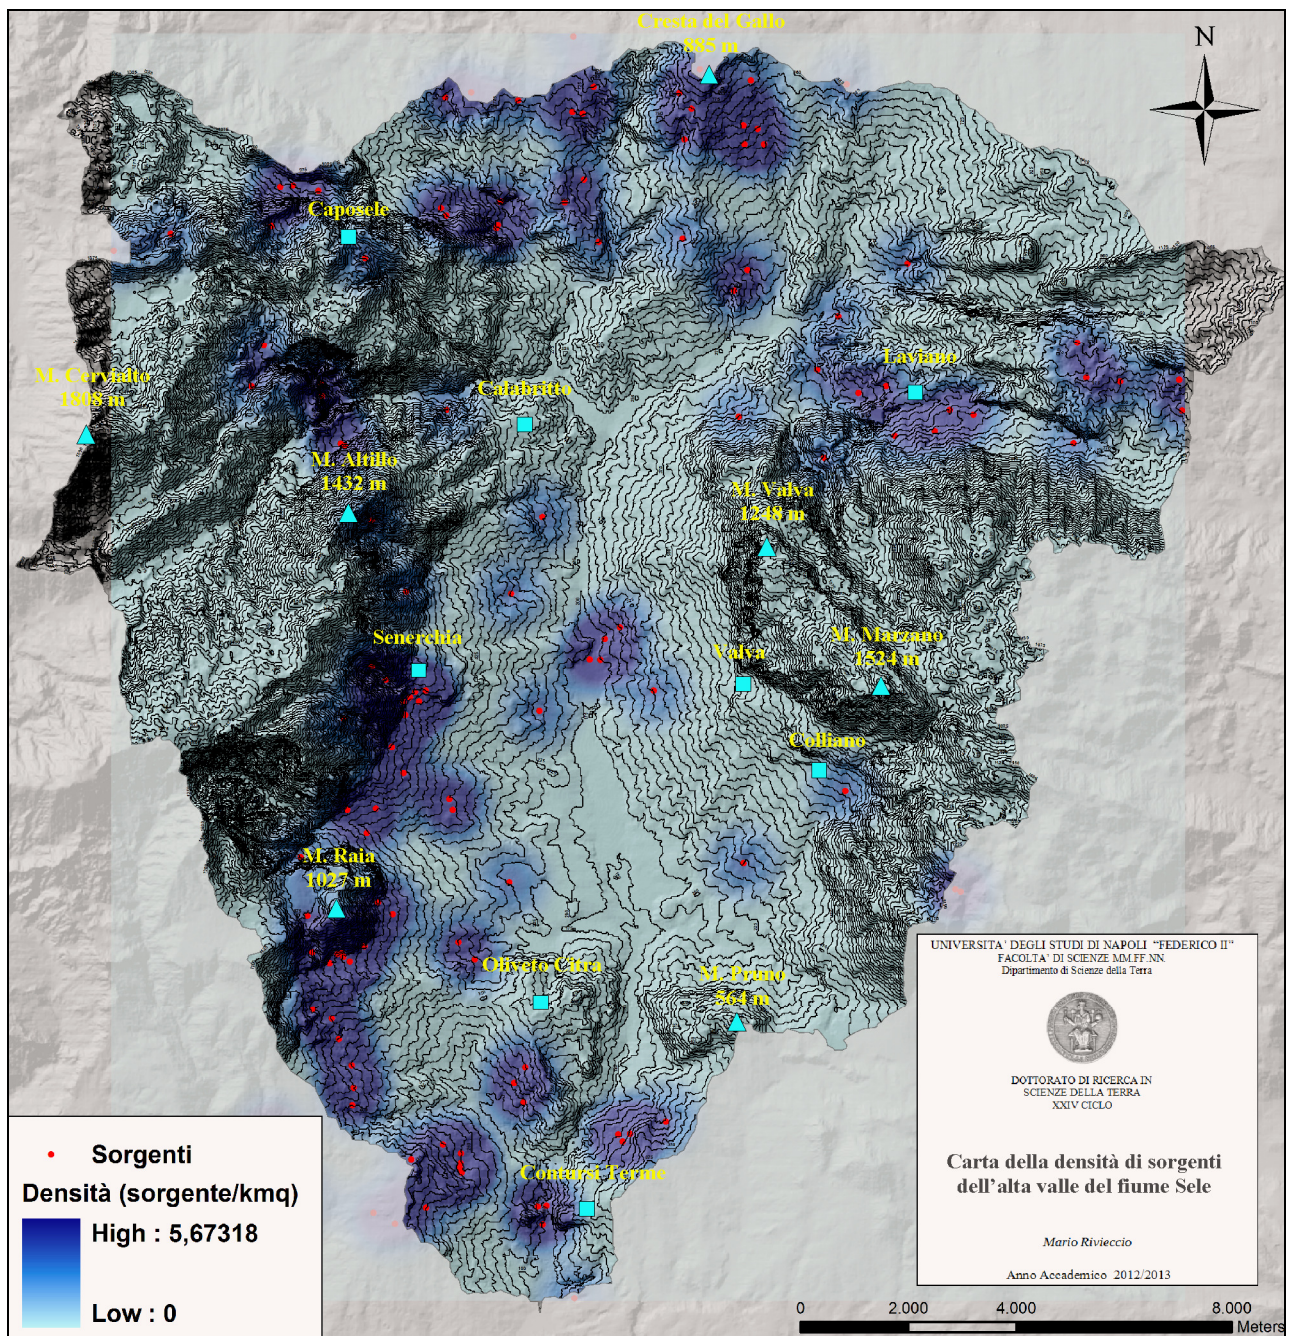 Cresta del Gallo
885 m
N
Caposele
Laviano
M. Cervialto
1808 m
Calabritto
M. Altillo
1432 m
M. Valva
1248 m
Senerchia
Valva
M. Marzano
1524 m
Colliano
M. Raia
1027 m
Oliveto Citra
M. Pruno
564 m
Contursi Terme
UNIVERSITA' DEGLI STUDI DI NAPOLI "FEDERICO II"
FACOLTA' DI SCIENZE MM.FF.NN.
Dipartimento di Scienze della Terra
DOTTORATO DI RICERCA IN
SCIENZE DELLA TERRA
XXIV CICLO
Carta della densità di sorgenti
dell'alta valle del fiume Sele
Mario Rivieccio
Anno Accademico 2012/2013
Sorgenti
Densità (sorgente/kmq)
High : 5,67318
Low : 0
0 2.000 4.000 8.000
Meters